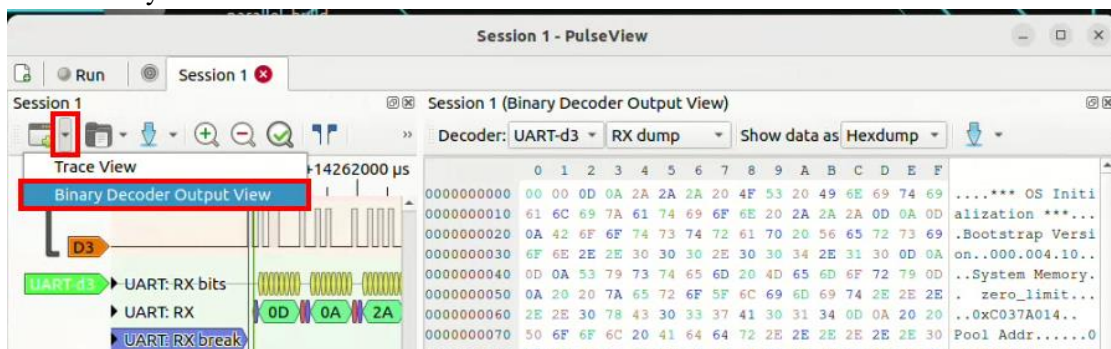 Session 1 - PulseView
Run Session 1
Session 1
Trace View
Binary Decoder Output View
+14262000 µs
D3
UART-d3 UART: RX bits
UART: RX 0D 0A 2A
UART: RX break
Session 1 (Binary Decoder Output View)
Decoder: UART-d3 RX dump Show data as Hexdump
0 1 2 3 4 5 6 7 8 9 A B C D E F
0000000000 00 00 0D 0A 2A 2A 2A 20 4F 53 20 49 6E 69 74 69 ....*** OS Initi
0000000010 61 6C 69 7A 61 74 69 6F 6E 20 2A 2A 2A 0D 0A 0D alization ***...
0000000020 0A 42 6F 6F 74 73 74 72 61 70 20 56 65 72 73 69 .Bootstrap Versi
0000000030 6F 6E 2E 2E 30 30 30 2E 30 30 34 2E 31 30 0D 0A on..000.004.10..
0000000040 0D 0A 53 79 73 74 65 6D 20 4D 65 6D 6F 72 79 0D ..System Memory.
0000000050 0A 20 20 7A 65 72 6F 5F 6C 69 6D 69 74 2E 2E 2E . zero_limit...
0000000060 2E 2E 30 78 43 30 33 37 41 30 31 34 0D 0A 20 20 ..0xC037A014..
0000000070 50 6F 6F 6C 20 41 64 64 72 2E 2E 2E 2E 2E 2E 30 Pool Addr......0